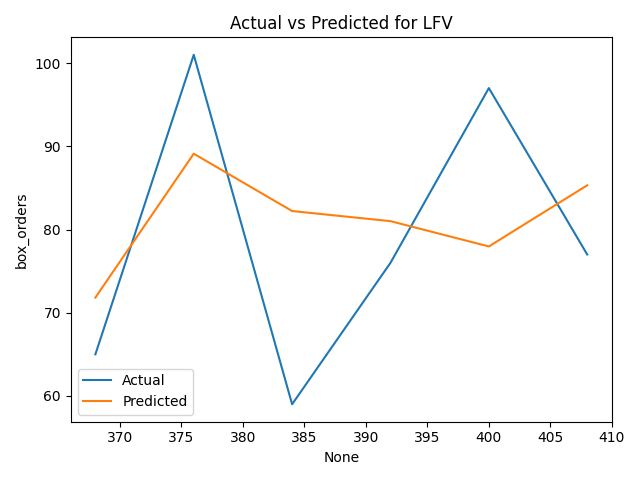 Actual vs Predicted for LFV
box_orders
100
90
80
70
60
Actual
Predicted
370 375 380 385 390 395 400 405 410
None